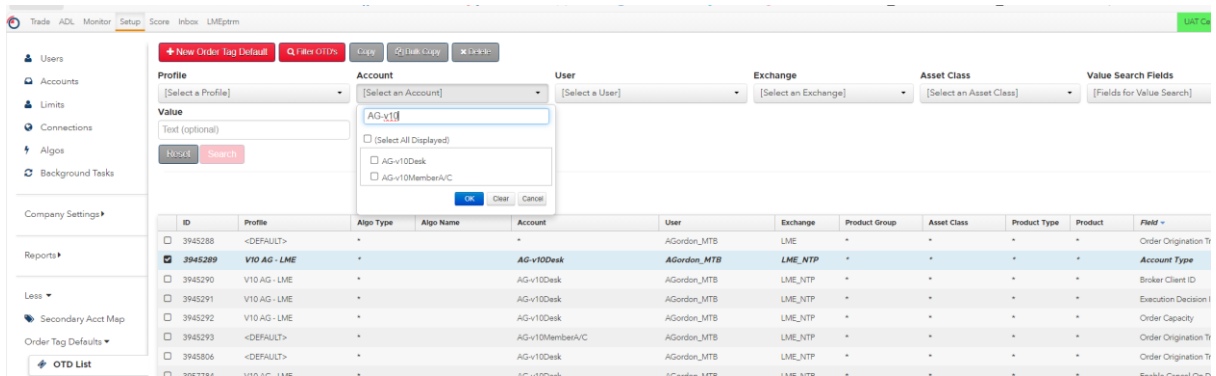 Trade ADL Monitor Setup Score Inbox LMEptrm
UAT Ce
Users
Accounts
Limits
Connections
Algos
Background Tasks
Company Settings
Reports
Less
Secondary Acct Map
Order Tag Defaults
OTD List
New Order Tag Default Filter OTD's Copy Bulk Copy Delete
Profile Account User Exchange Asset Class Value Search Fields
[Select a Profile] [Select an Account] [Select a User] [Select an Exchange] [Select an Asset Class] [Fields for Value Search]
Value
Text (optional)
Reset Search
AG-v10
(Select All Displayed)
AG-v10Desk
AG-v10MemberA/C
OK Clear Cancel
ID Profile Algo Type Algo Name Account User Exchange Product Group Asset Class Product Type Product Field
3945288 <DEFAULT> * * AGordon_MTB LME * * * * Order Origination Tr
3945289 V10 AG - LME * AG-v10Desk AGordon_MTB LME_NTP * * * * Account Type
3945290 V10 AG - LME * AG-v10Desk AGordon_MTB LME_NTP * * * * Broker Client ID
3945291 V10 AG - LME * AG-v10Desk AGordon_MTB LME_NTP * * * * Execution Decision I
3945292 V10 AG - LME * AG-v10Desk AGordon_MTB LME_NTP * * * * Order Capacity
3945293 <DEFAULT> * AG-v10MemberA/C AGordon_MTB LME_NTP * * * * Order Origination Tr
3945806 <DEFAULT> * AG-v10Desk AGordon_MTB LME_NTP * * * * Order Origination Tr